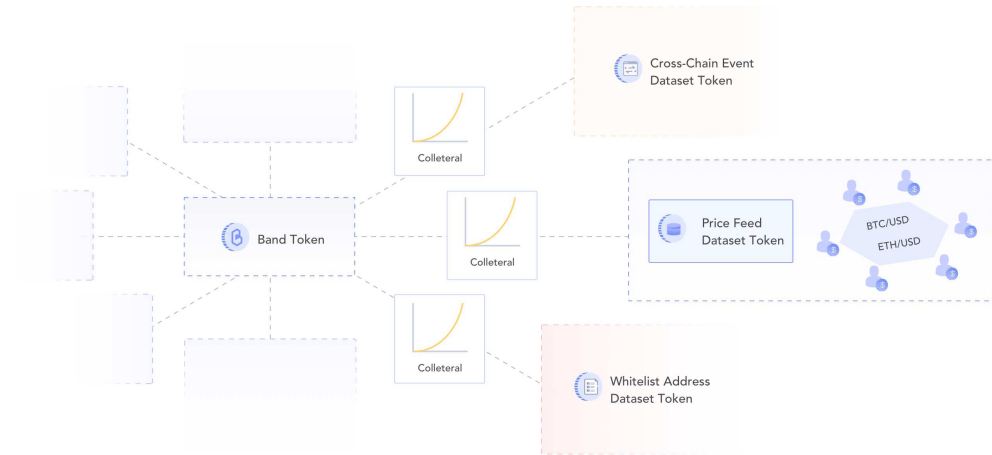 Cross-Chain Event
Dataset Token
Colleteral
BTC/USD
ETH/USD
Price Feed
Dataset Token
Band Token
Colleteral
Colleteral
Whitelist Address
Dataset Token